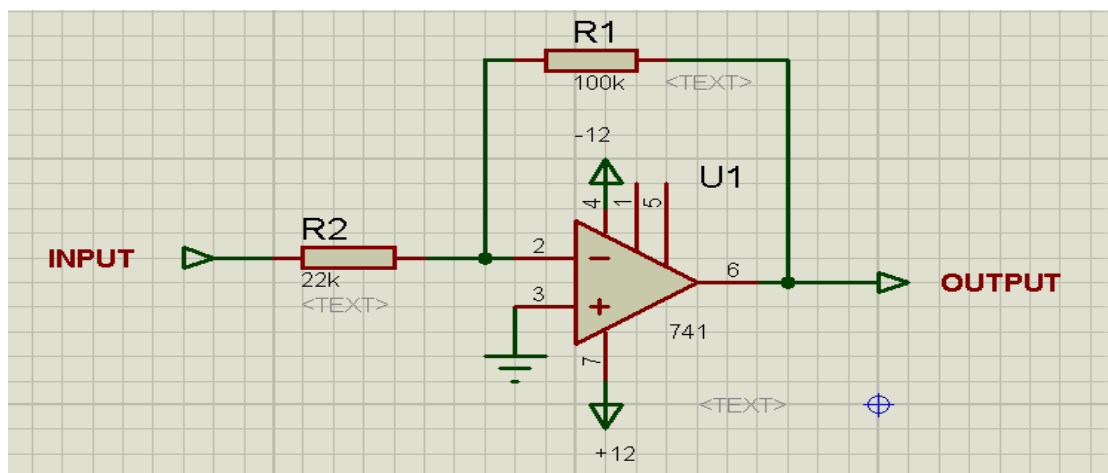 R1
100k
<TEXT>
-12
U1
4
1
5
R2
INPUT
22k
<TEXT>
2
3
6
OUTPUT
741
7
<TEXT>
+12